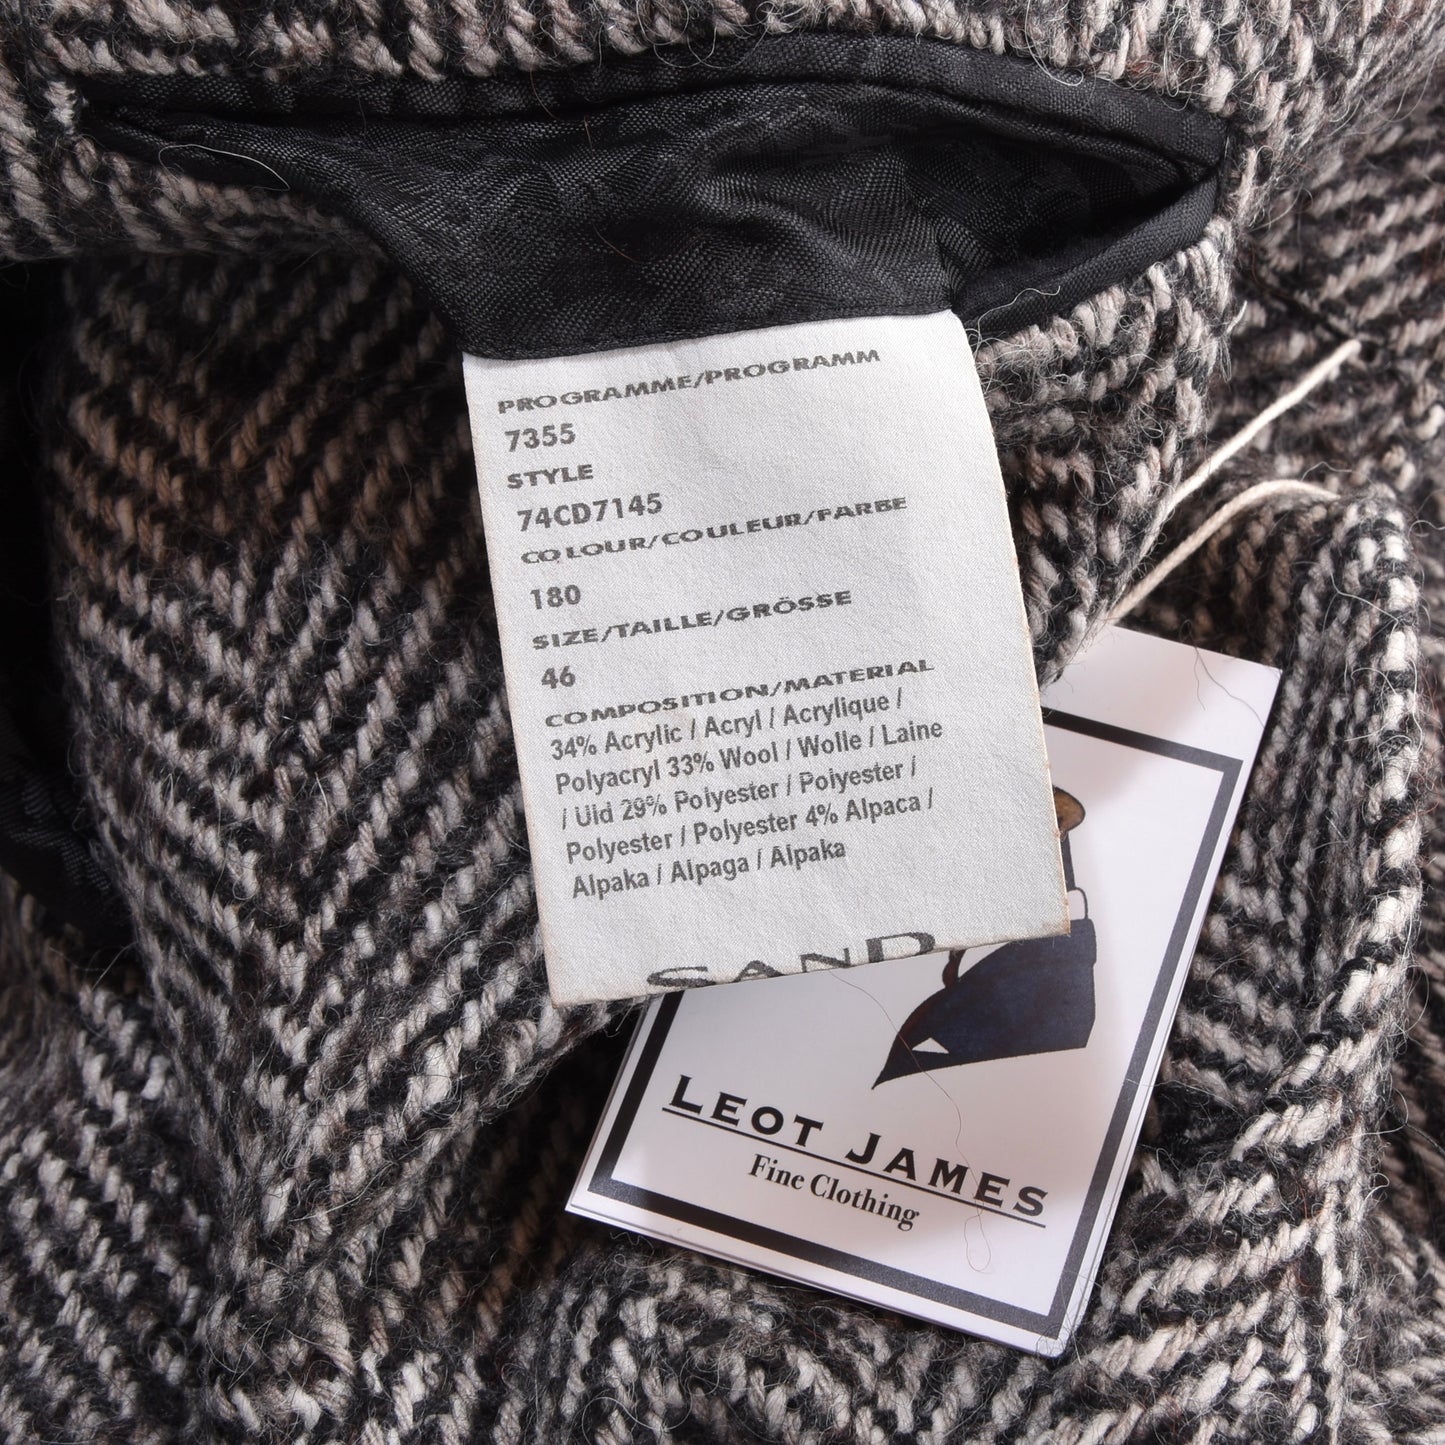 PROGRAMME/PROGRAMM
7355
STYLE
74CD7145
COLOUR/COULEUR/FARBE
180
SIZE/TAILLE/GRÖSSE
46
COMPOSITION/MATERIAL
34% Acrylic / Acryl / Acrylique /
Polyacryl 33% Wool / Wolle / Laine
/ Uld 29% Polyester / Polyester /
Polyester / Polyester 4% Alpaca /
Alpaka / Alpaga / Alpaka
SAND
LEOT JAMES
Fine Clothing